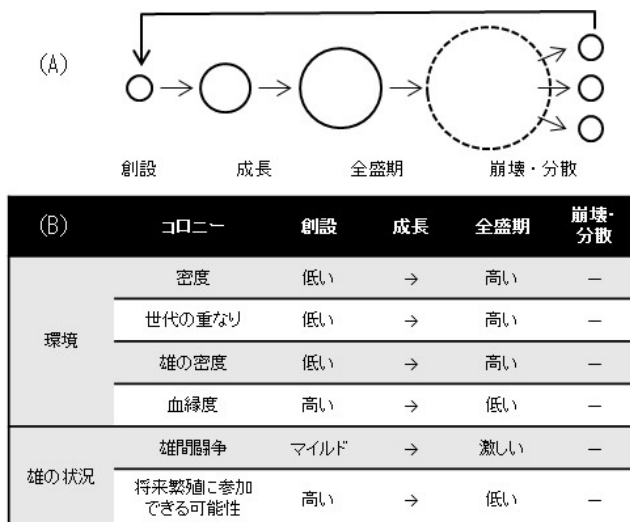 (A)
創設 成長 全盛期 崩壊・分散
(B) コロニー 創設 成長 全盛期 崩壊・
分散
環境
密度 低い → 高い −
世代の重なり 低い → 高い −
雄の密度 低い → 高い −
血縁度 高い → 低い −
雄の状況
雄間闘争 マイルド → 激しい −
将来繁殖に参加
できる可能性 高い → 低い −